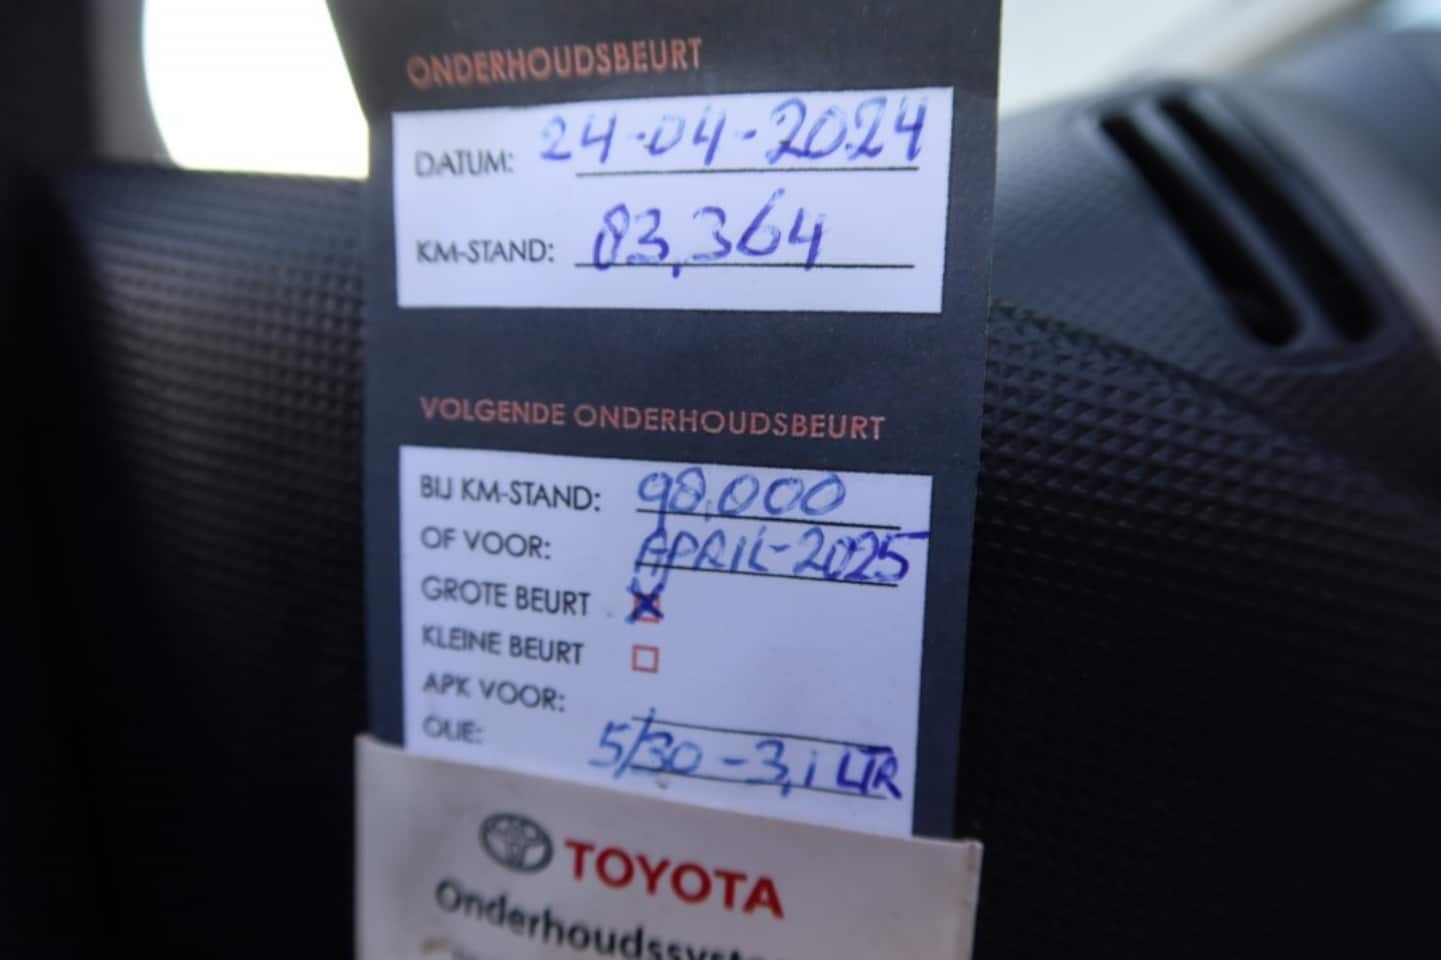 ONDERHOUDSBEURT
DATUM: 24-04-2024
KM-STAND: 83,364
VOLGENDE ONDERHOUDSBEURT
BIJ KM-STAND: 98.000
OF VOOR: APRIL-2025
GROTE BEURT
KLEINE BEURT
APK VOOR:
OLIE: 5/30 - 3,1 LTR
TOYOTA